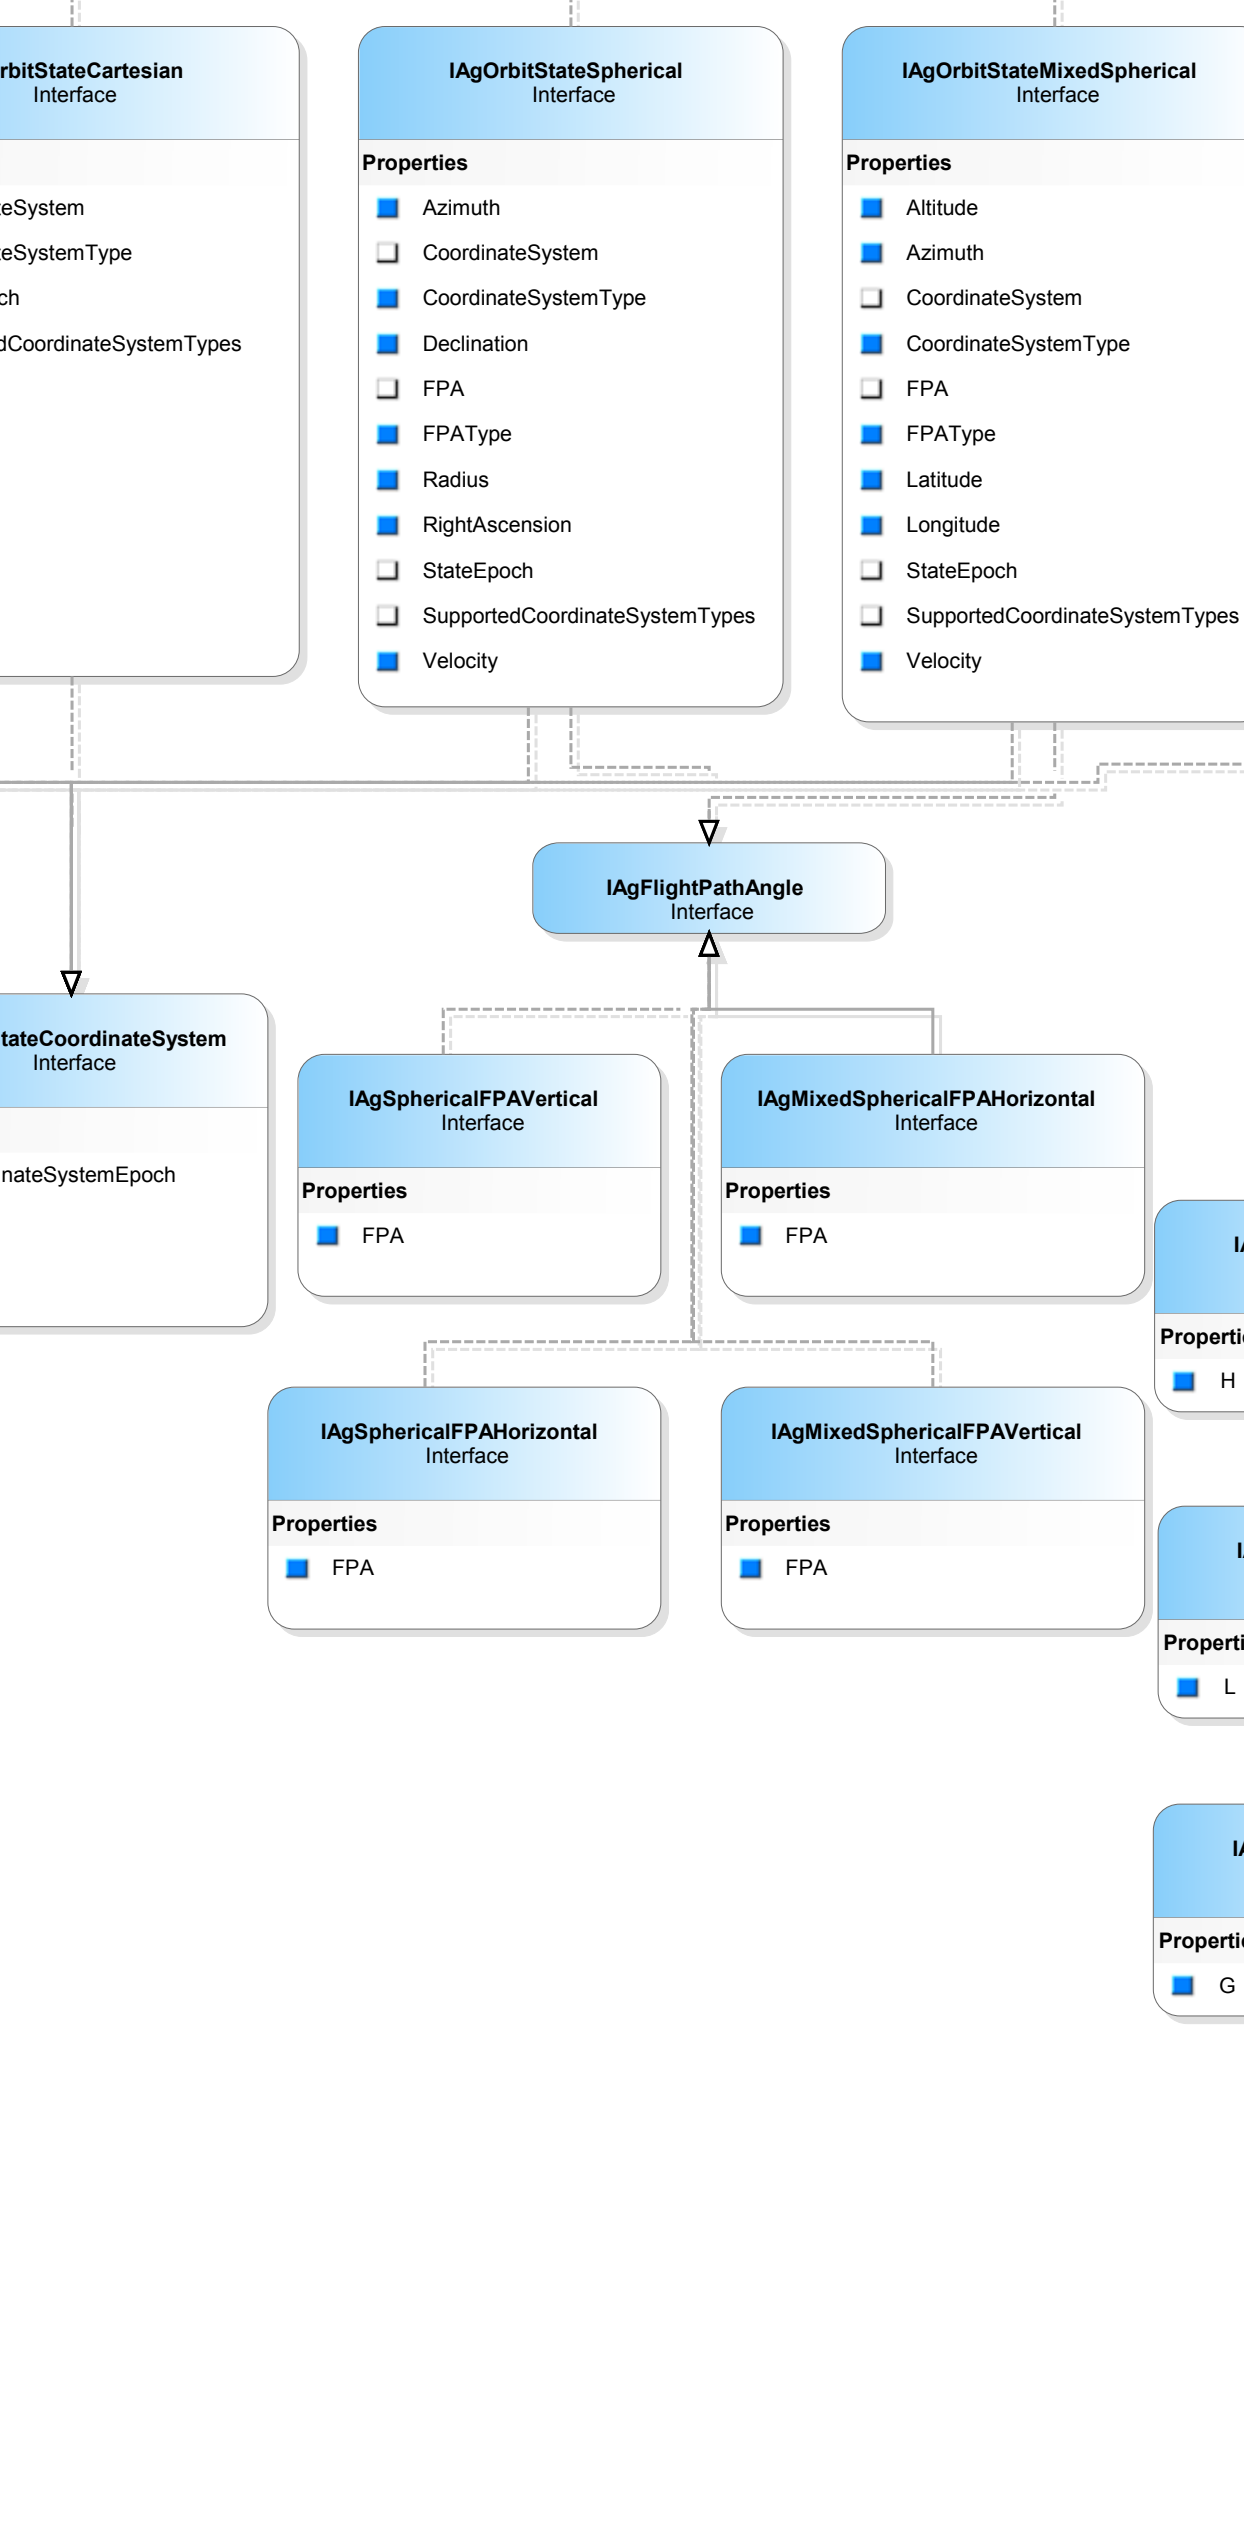 rbitStateCartesian
Interface
eSystem
eSystemType
ch
dCoordinateSystemTypes
IAgOrbitStateSpherical
Interface
Properties
Azimuth
CoordinateSystem
CoordinateSystemType
Declination
FPA
FPAType
Radius
RightAscension
StateEpoch
SupportedCoordinateSystemTypes
Velocity
IAgOrbitStateMixedSpherical
Interface
Properties
Altitude
Azimuth
CoordinateSystem
CoordinateSystemType
FPA
FPAType
Latitude
Longitude
StateEpoch
SupportedCoordinateSystemTypes
Velocity
IAgFlightPathAngle
Interface
tateCoordinateSystem
Interface
nateSystemEpoch
IAgSphericalFPAVertical
Interface
Properties
FPA
IAgMixedSphericalFPAHorizontal
Interface
Properties
FPA
IAgSphericalFPAHorizontal
Interface
Properties
FPA
IAgMixedSphericalFPAVertical
Interface
Properties
FPA
Properti
H
Properti
L
Properti
G